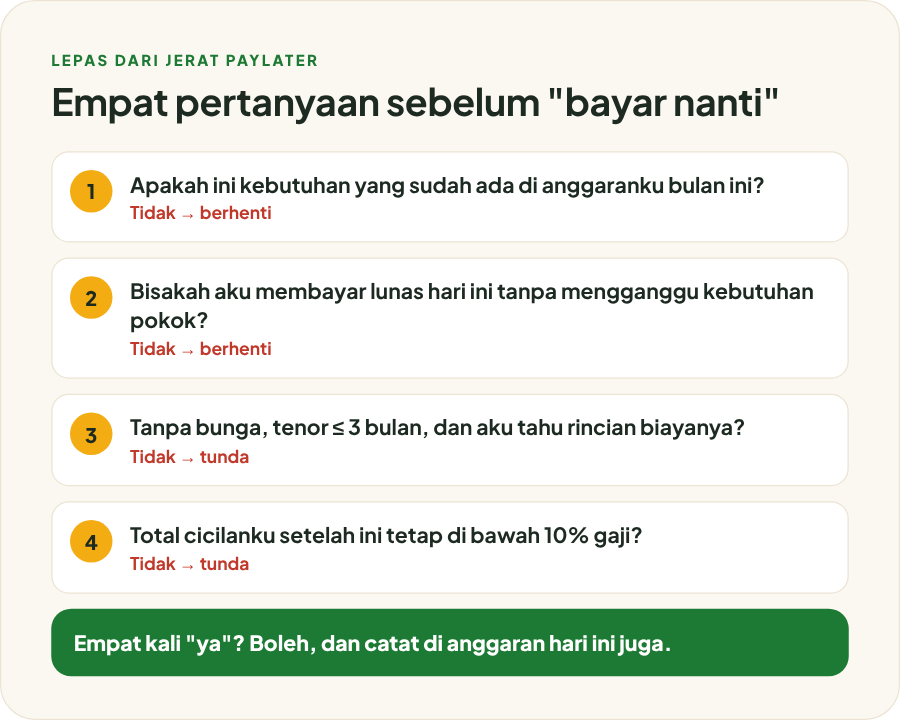 LEPAS DARI JERAT PAYLATER
Empat pertanyaan sebelum "bayar nanti"
1
Apakah ini kebutuhan yang sudah ada di anggaranku bulan ini?
Tidak → berhenti
2
Bisakah aku membayar lunas hari ini tanpa mengganggu kebutuhan
pokok?
Tidak → berhenti
3
Tanpa bunga, tenor ≤ 3 bulan, dan aku tahu rincian biayanya?
Tidak → tunda
4
Total cicilanku setelah ini tetap di bawah 10% gaji?
Tidak → tunda
Empat kali "ya"? Boleh, dan catat di anggaran hari ini juga.